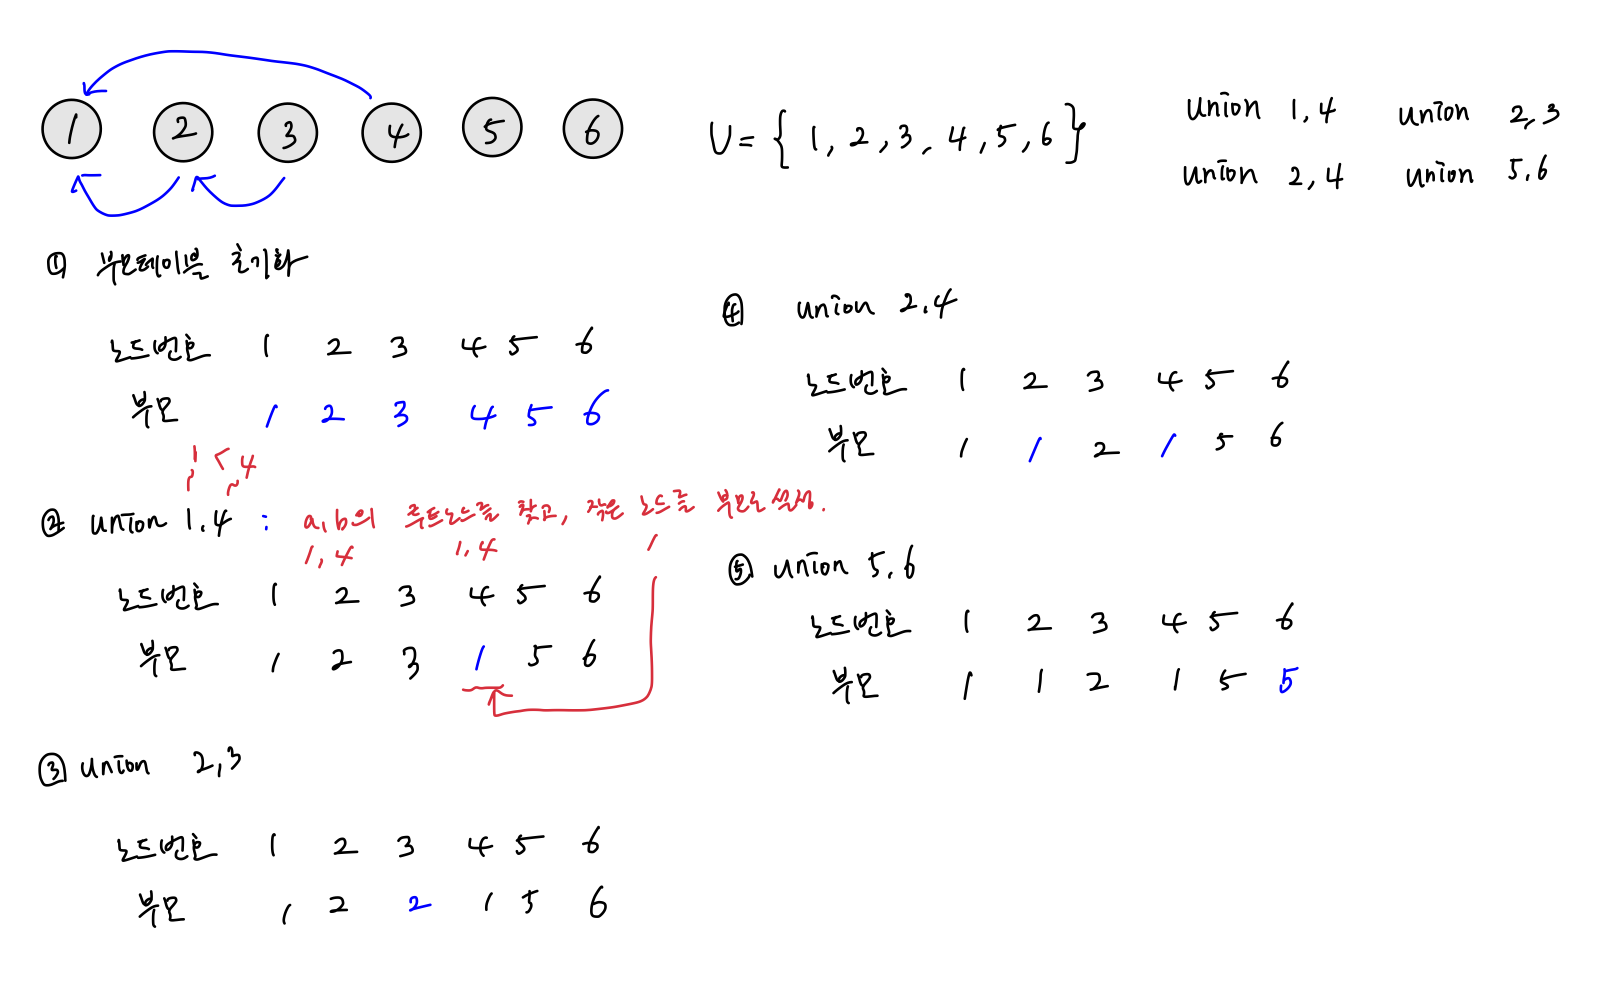 1 2 3 4 5 6
U = { 1, 2, 3, 4, 5, 6 }
union 1,4 union 2,3
union 2,4 union 5,6
① 부모테이블 초기화
노드번호 1 2 3 4 5 6
부모 1 2 3 4 5 6
1 < 4
② union 1,4 : a,b의 루트노드를 찾고, 작은 노드를 부모로 설정.
1,4 1,4 1
노드번호 1 2 3 4 5 6
부모 1 2 3 1 5 6
③ union 2,3
노드번호 1 2 3 4 5 6
부모 1 2 2 1 5 6
④ union 2,4
노드번호 1 2 3 4 5 6
부모 1 1 2 1 5 6
⑤ union 5,6
노드번호 1 2 3 4 5 6
부모 1 1 2 1 5 5